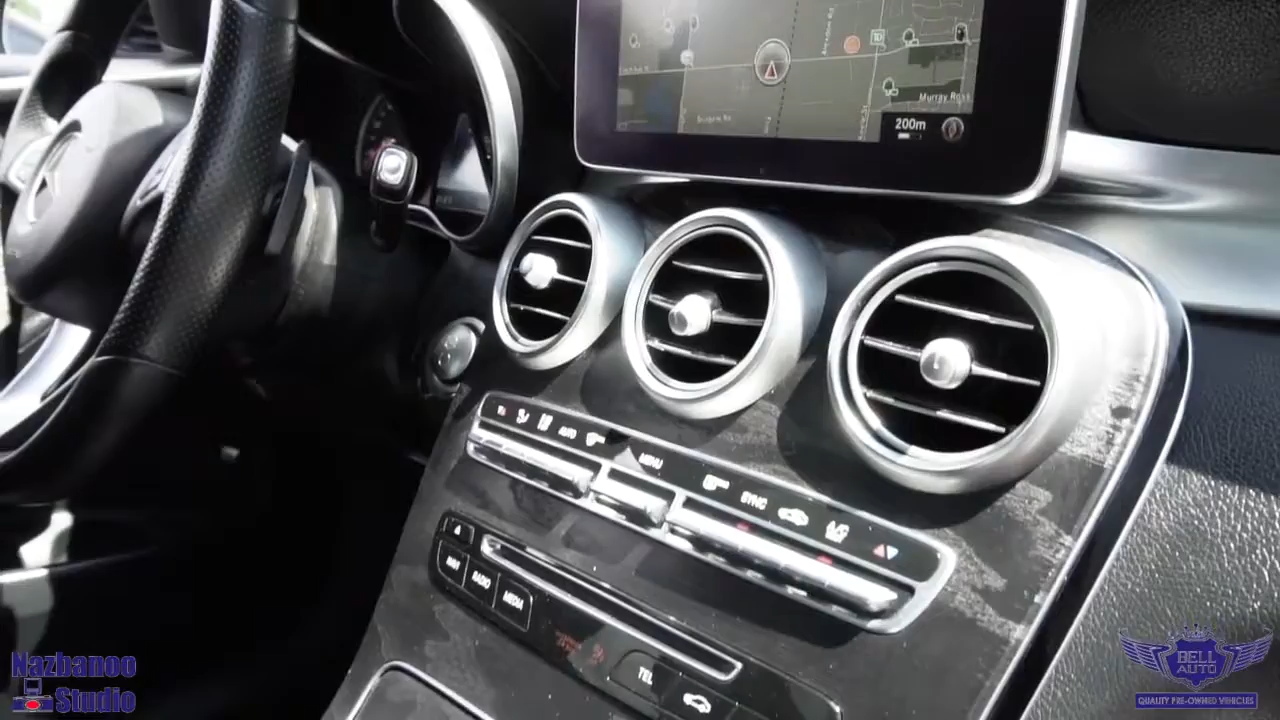 Murray Ross
200m
AUTO
MENU
SYNC
NAVI
RADIO
MEDIA
TEL
Nazbanoo
Studio
BELL
AUTO
QUALITY PRE-OWNED VEHICLES